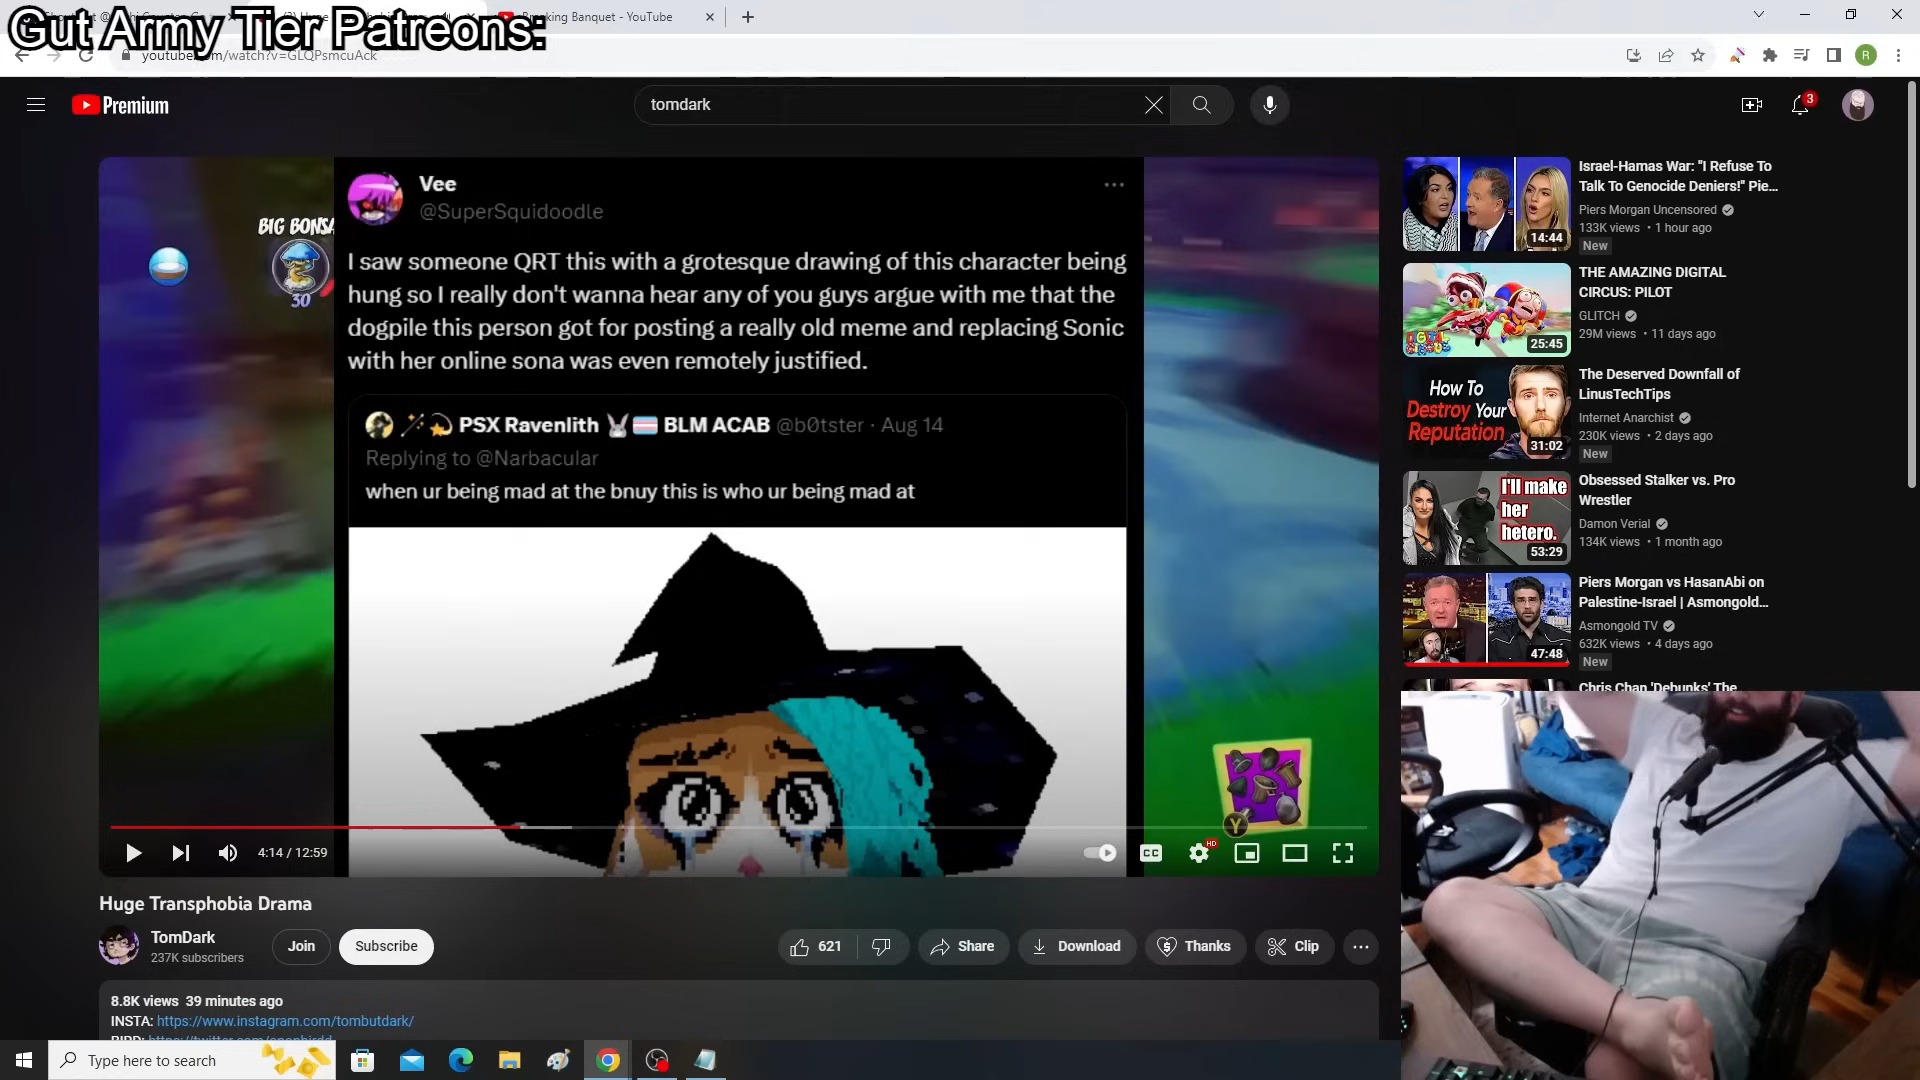 Gut Army Tier Patreons:
Breaking Banquet - YouTube
youtube.com/watch?v=GLQPsmcuAck
R
Premium
tomdark
3
BIG BONSA
30
Vee
@SuperSquidoodle
I saw someone QRT this with a grotesque drawing of this character being
hung so I really don't wanna hear any of you guys argue with me that the
dogpile this person got for posting a really old meme and replacing Sonic
with her online sona was even remotely justified.
PSX Ravenlith BLM ACAB @b0tster · Aug 14
Replying to @Narbacular
when ur being mad at the bnuy this is who ur being mad at
Y
4:14 / 12:59
CC
HD
Huge Transphobia Drama
TomDark
237K subscribers
Join
Subscribe
621
Share
Download
Thanks
Clip
8.8K views 39 minutes ago
INSTA: https://www.instagram.com/tombutdark/
14:44
Israel-Hamas War: "I Refuse To
Talk To Genocide Deniers!" Pie...
Piers Morgan Uncensored
133K views • 1 hour ago
New
DIGITAL
CIRCUS
25:45
THE AMAZING DIGITAL
CIRCUS: PILOT
GLITCH
29M views • 11 days ago
How To
Destroy Your
Reputation
31:02
The Deserved Downfall of
LinusTechTips
Internet Anarchist
230K views • 2 days ago
New
I'll make
her
hetero.
53:29
Obsessed Stalker vs. Pro
Wrestler
Damon Verial
134K views • 1 month ago
47:48
Piers Morgan vs HasanAbi on
Palestine-Israel | Asmongold...
Asmongold TV
632K views • 4 days ago
New
Chris Chan 'Debunks' The
Type here to search